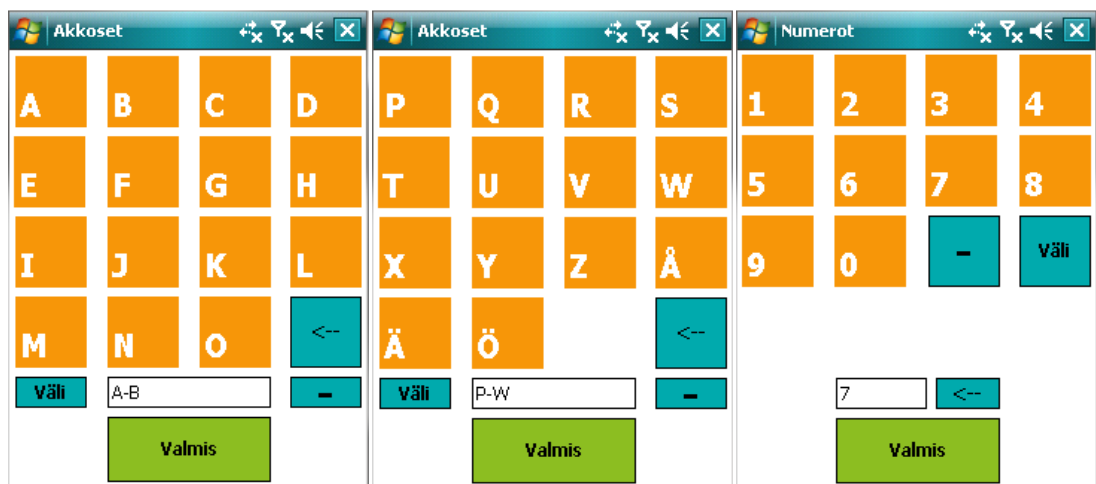 Akkoset
A B C D
E F G H
I J K L
M N O <--
Väli A-B -
Valmis
Akkoset
P Q R S
T U V W
X Y Z Å
Ä Ö <--
Väli P-W -
Valmis
Numerot
1 2 3 4
5 6 7 8
9 0 - Väli
7 <--
Valmis